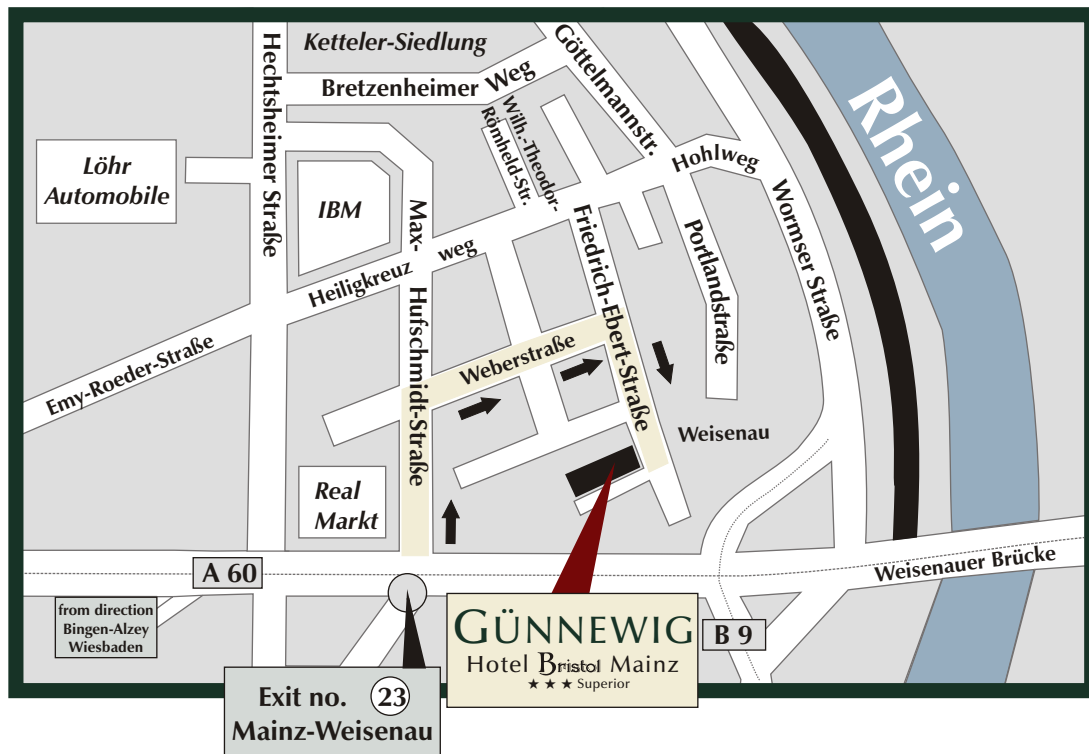 Ketteler-Siedlung
Hechtsheimer Straße
Bretzenheimer Weg
Göttelmannstr.
Wilh.-Theodor-
Römheld-Str.
Hohlweg
Rhein
Löhr
Automobile
IBM
Max-
Hufschmidt-Straße
Heiligkreuz weg
Friedrich-Ebert-Straße
Portlandstraße
Wormser Straße
Emy-Roeder-Straße
Weberstraße
Weisenau
Real
Markt
A 60
Weisenauer Brücke
from direction
Bingen-Alzey
Wiesbaden
GÜNNEWIG
Hotel Bristol Mainz
★ ★ ★ Superior
B 9
Exit no. 23
Mainz-Weisenau